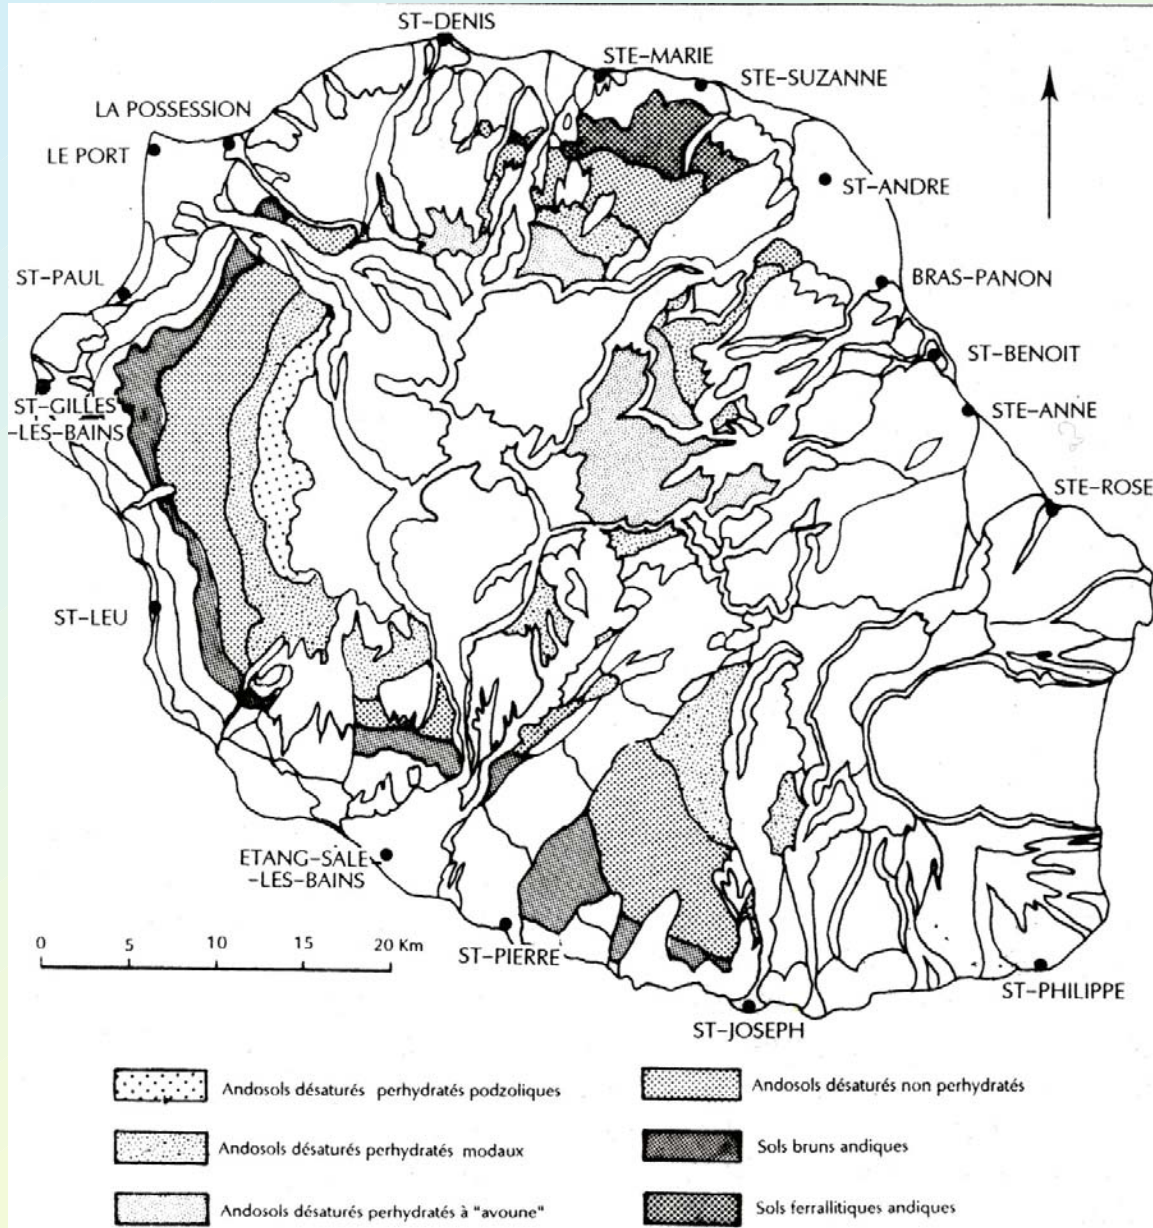 ST-DENIS
STE-MARIE
STE-SUZANNE
LA POSSESSION
LE PORT
ST-ANDRE
ST-PAUL
BRAS-PANON
ST-BENOIT
ST-GILLES
-LES-BAINS
STE-ANNE
STE-ROSE
ST-LEU
ETANG-SALE
-LES-BAINS
0 5 10 15 20 Km
ST-PIERRE
ST-PHILIPPE
ST-JOSEPH
Andosols désaturés perhydratés podzoliques
Andosols désaturés non perhydratés
Andosols désaturés perhydratés modaux
Sols bruns andiques
Andosols désaturés perhydratés à "avoune"
Sols ferrallitiques andiques